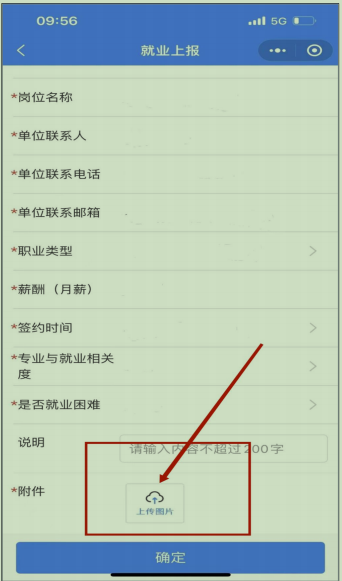 09:56
5G
就业上报
*岗位名称
*单位联系人
*单位联系电话
*单位联系邮箱
*职业类型
*薪酬（月薪）
*签约时间
*专业与就业相关
度
*是否就业困难
说明
请输入内容不超过200字
*附件
上传图片
确定